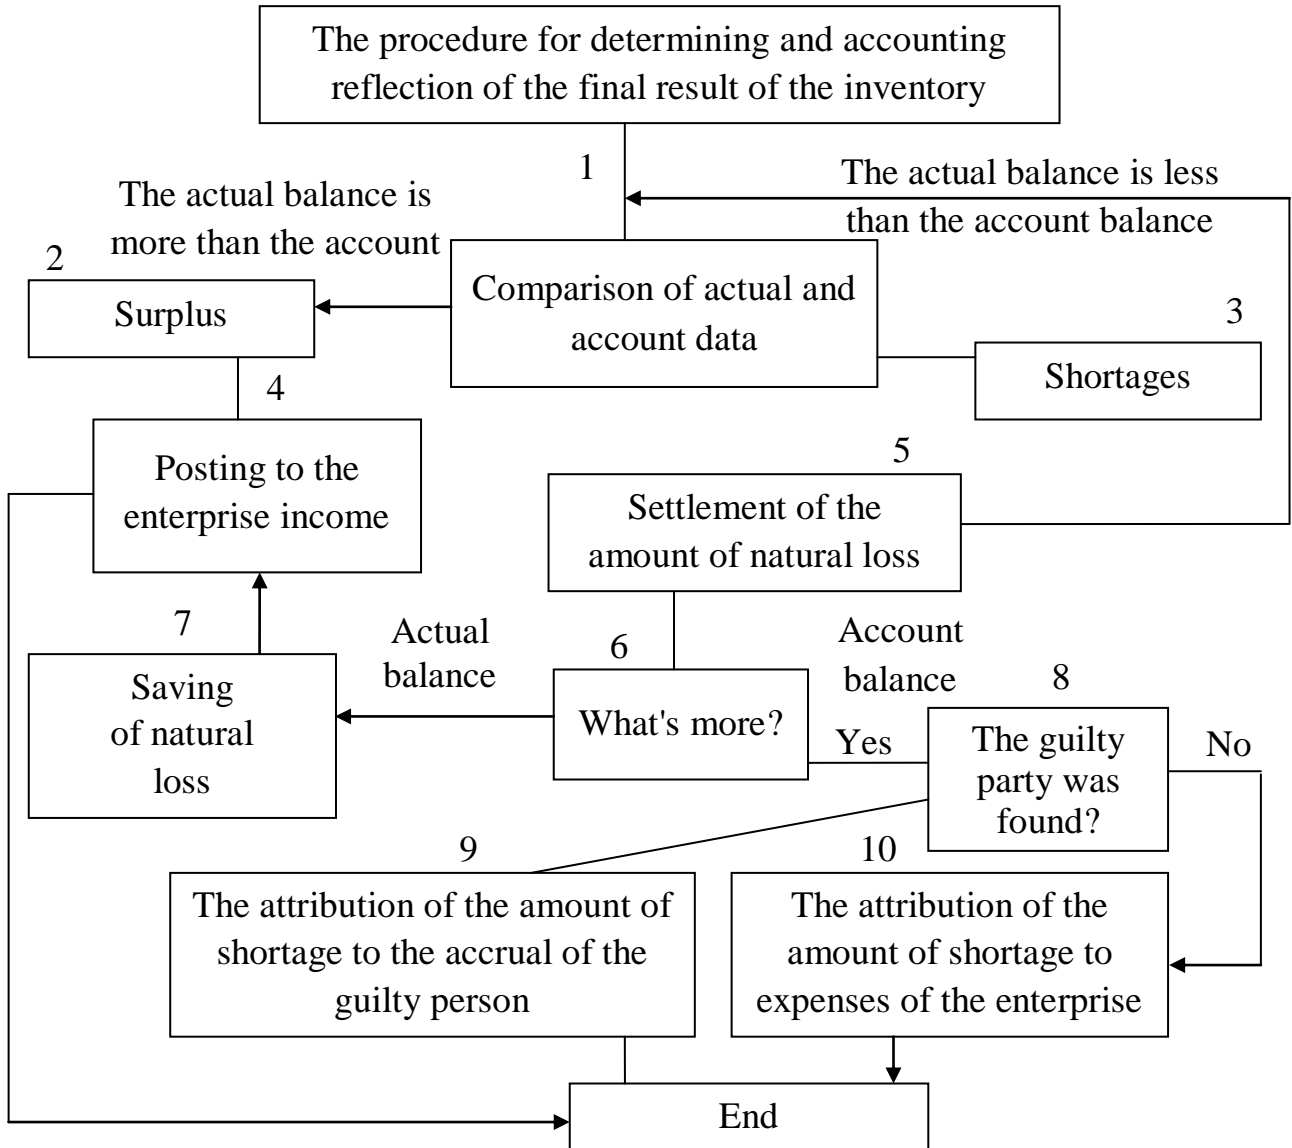 The procedure for determining and accounting
reflection of the final result of the inventory
1
The actual balance is
more than the account
The actual balance is less
than the account balance
2
Surplus
Comparison of actual and
account data
3
Shortages
4
Posting to the
enterprise income
5
Settlement of the
amount of natural loss
7
Saving
of natural
loss
Actual
balance
6
What's more?
Account
balance
Yes
8
The guilty
party was
found?
No
9
The attribution of the amount of
shortage to the accrual of the
guilty person
10
The attribution of the
amount of shortage to
expenses of the enterprise
End